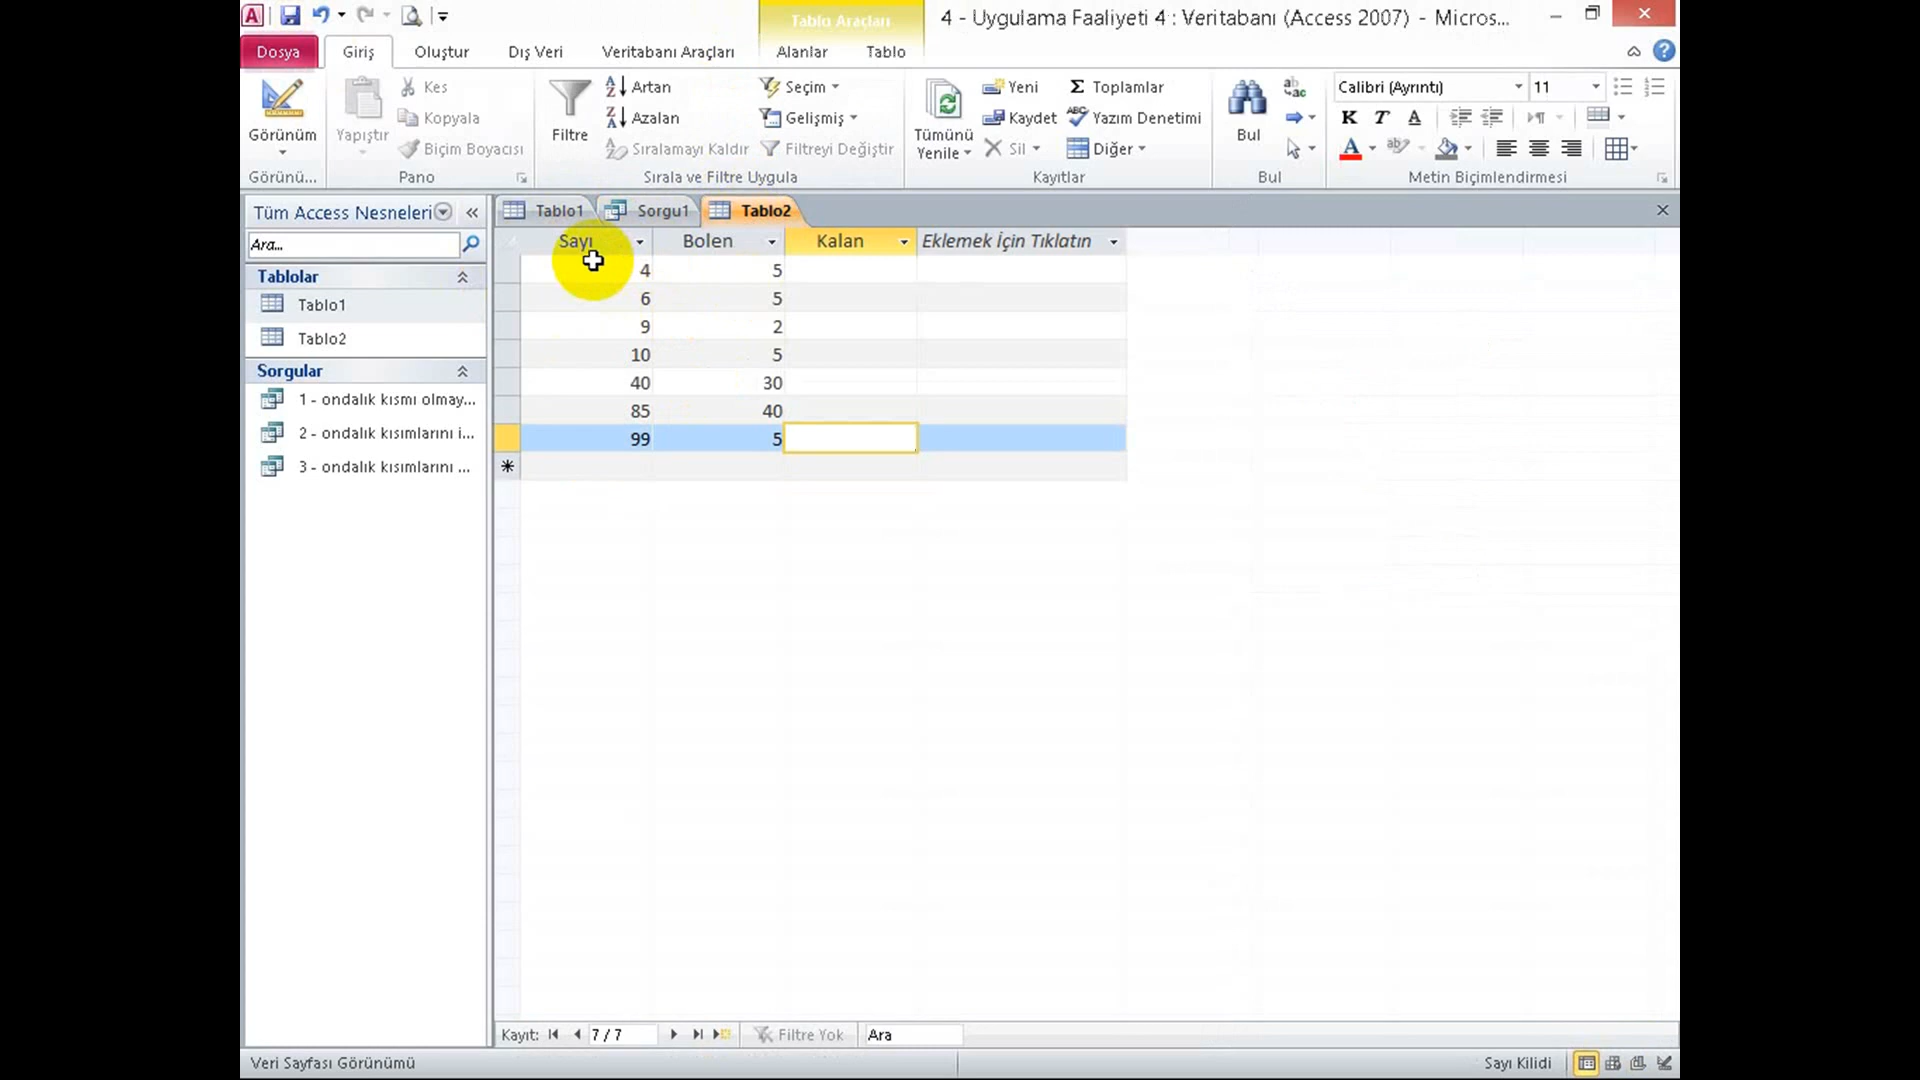 Tablo Araçları
4 - Uygulama Faaliyeti 4 : Veritabanı (Access 2007) - Micros...
Dosya Giriş Oluştur Dış Veri Veritabanı Araçları Alanlar Tablo
Görünüm
Görünü...
Yapıştır
Kes
Kopyala
Biçim Boyacısı
Pano
Filtre
Artan
Azalan
Sıralamayı Kaldır
Seçim
Gelişmiş
Filtreyi Değiştir
Sırala ve Filtre Uygula
Tümünü
Yenile
Yeni
Kaydet
Sil
Toplamlar
Yazım Denetimi
Diğer
Kayıtlar
Bul
Bul
Calibri (Ayrıntı) 11
K T A
Metin Biçimlendirmesi
Tüm Access Nesneleri
Ara...
Tablolar
Tablo1
Tablo2
Sorgular
1 - ondalık kısmı olmay...
2 - ondalık kısımlarını i...
3 - ondalık kısımlarını ...
Tablo1 Sorgu1 Tablo2
Sayı Bolen Kalan Eklemek İçin Tıklatın
4 5
6 5
9 2
10 5
40 30
85 40
99 5
Kayıt: 7 / 7 Filtre Yok Ara
Veri Sayfası Görünümü Sayı Kilidi